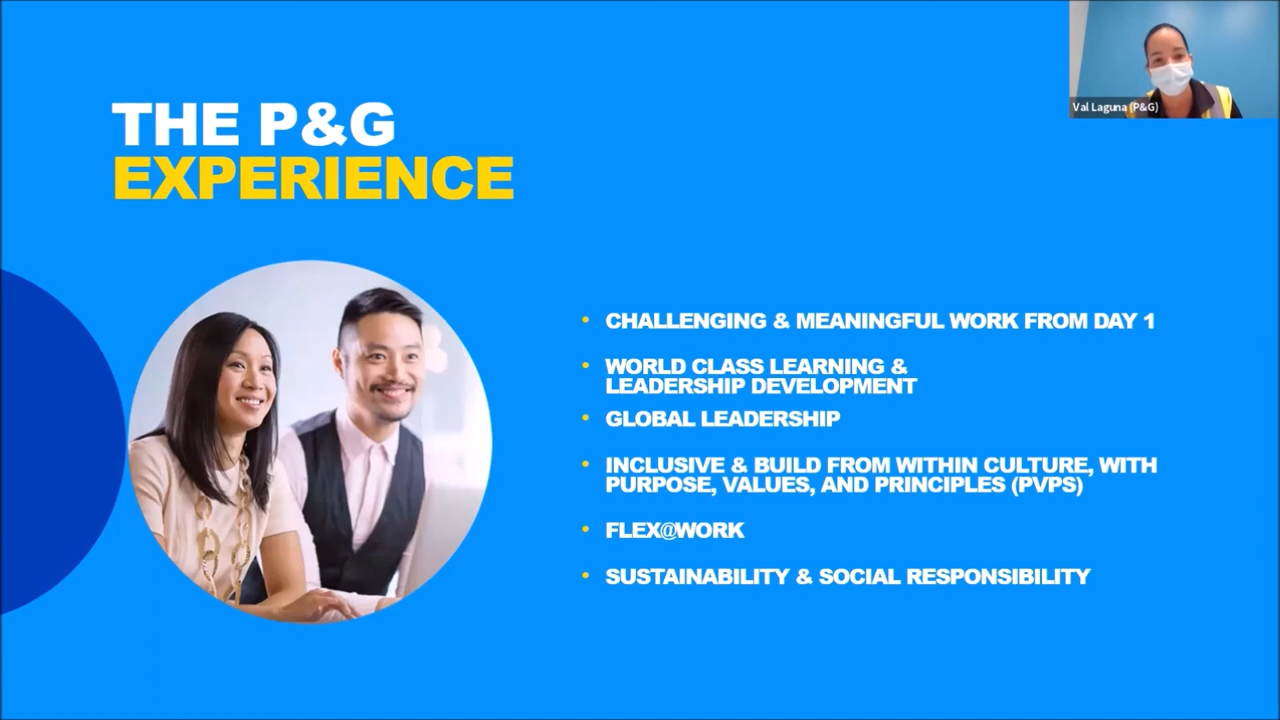 Val Laguna (P&G)
THE P&G
EXPERIENCE
• CHALLENGING & MEANINGFUL WORK FROM DAY 1
• WORLD CLASS LEARNING &
LEADERSHIP DEVELOPMENT
• GLOBAL LEADERSHIP
• INCLUSIVE & BUILD FROM WITHIN CULTURE, WITH
PURPOSE, VALUES, AND PRINCIPLES (PVPS)
• FLEX@WORK
• SUSTAINABILITY & SOCIAL RESPONSIBILITY